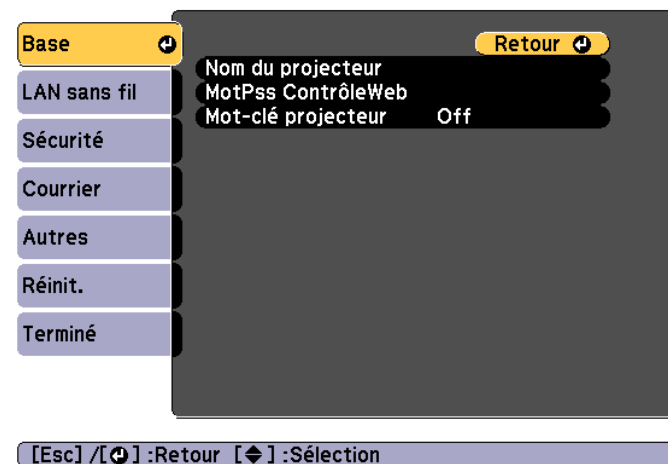 Base
Retour
Nom du projecteur
LAN sans fil
MotPss ContrôleWeb
Mot-clé projecteur Off
Sécurité
Courrier
Autres
Réinit.
Terminé
[Esc] /[⏎] :Retour [◆] :Sélection